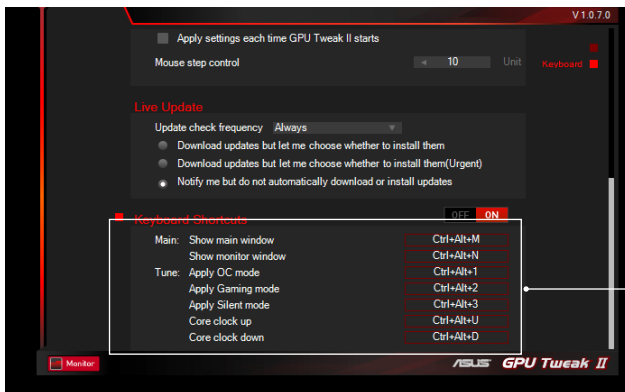 V1.0.7.0
Apply settings each time GPU Tweak II starts
Mouse step control 10 Unit
Keyboard
Live Update
Update check frequency Always
Download updates but let me choose whether to install them
Download updates but let me choose whether to install them(Urgent)
Notify me but do not automatically download or install updates
Keyboard Shortcuts OFF ON
Main: Show main window Ctrl+Alt+M
Show monitor window Ctrl+Alt+N
Tune: Apply OC mode Ctrl+Alt+1
Apply Gaming mode Ctrl+Alt+2
Apply Silent mode Ctrl+Alt+3
Core clock up Ctrl+Alt+U
Core clock down Ctrl+Alt+D
Monitor ASUS GPU Tweak II